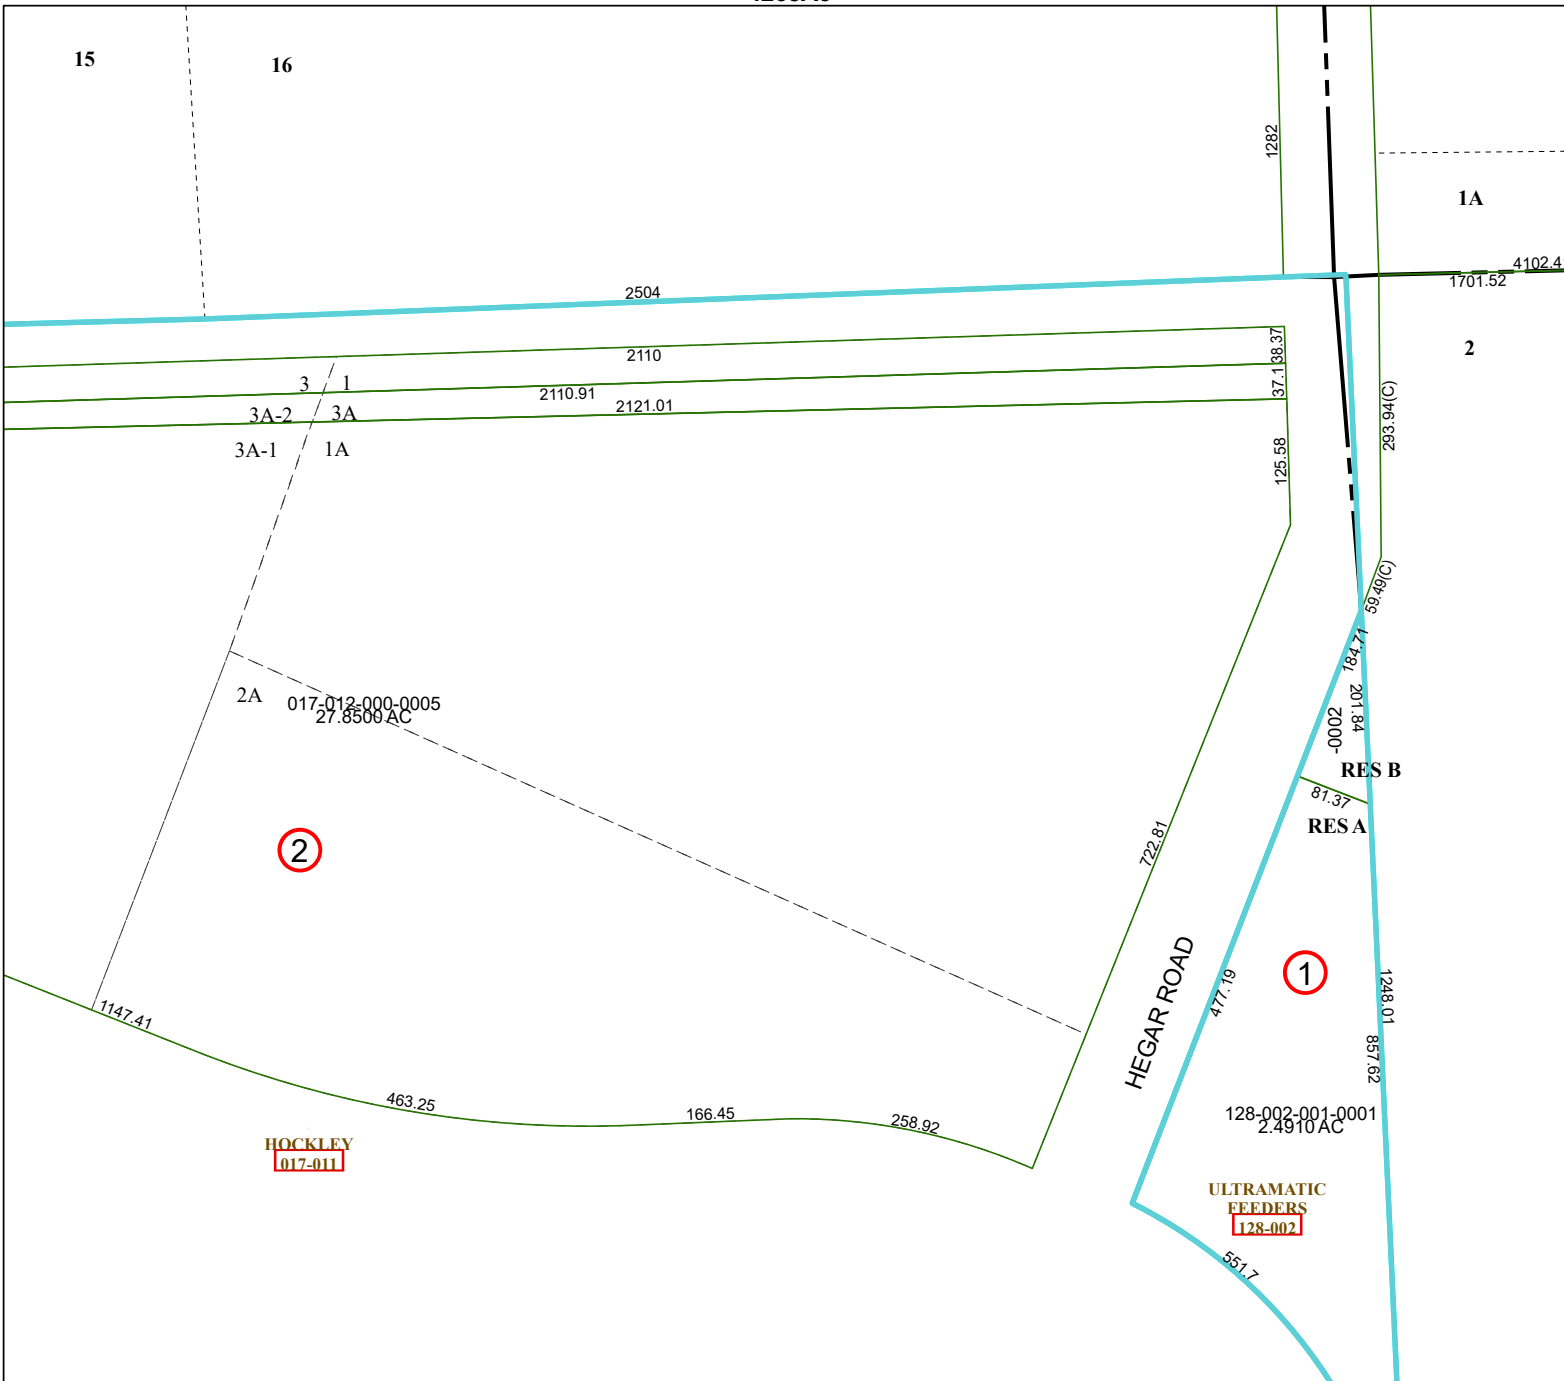 15
16
1282
1A
4102.4
1701.52
2504
2
2110
38.37
3
1
2110.91
37.1
293.94(C)
2121.01
3A-2
3A
3A-1
1A
125.58
59.49(C)
184.71
201.84
2A
017-012-000-0005
27.8500 AC
-0002
RES B
81.37
RES A
722.81
2
HEGAR ROAD
477.19
1
1248.01
1147.41
857.62
463.25
166.45
258.92
128-002-001-0001
2.4910 AC
HOCKLEY
017-011
ULTRAMATIC
FEEDERS
128-002
551.7